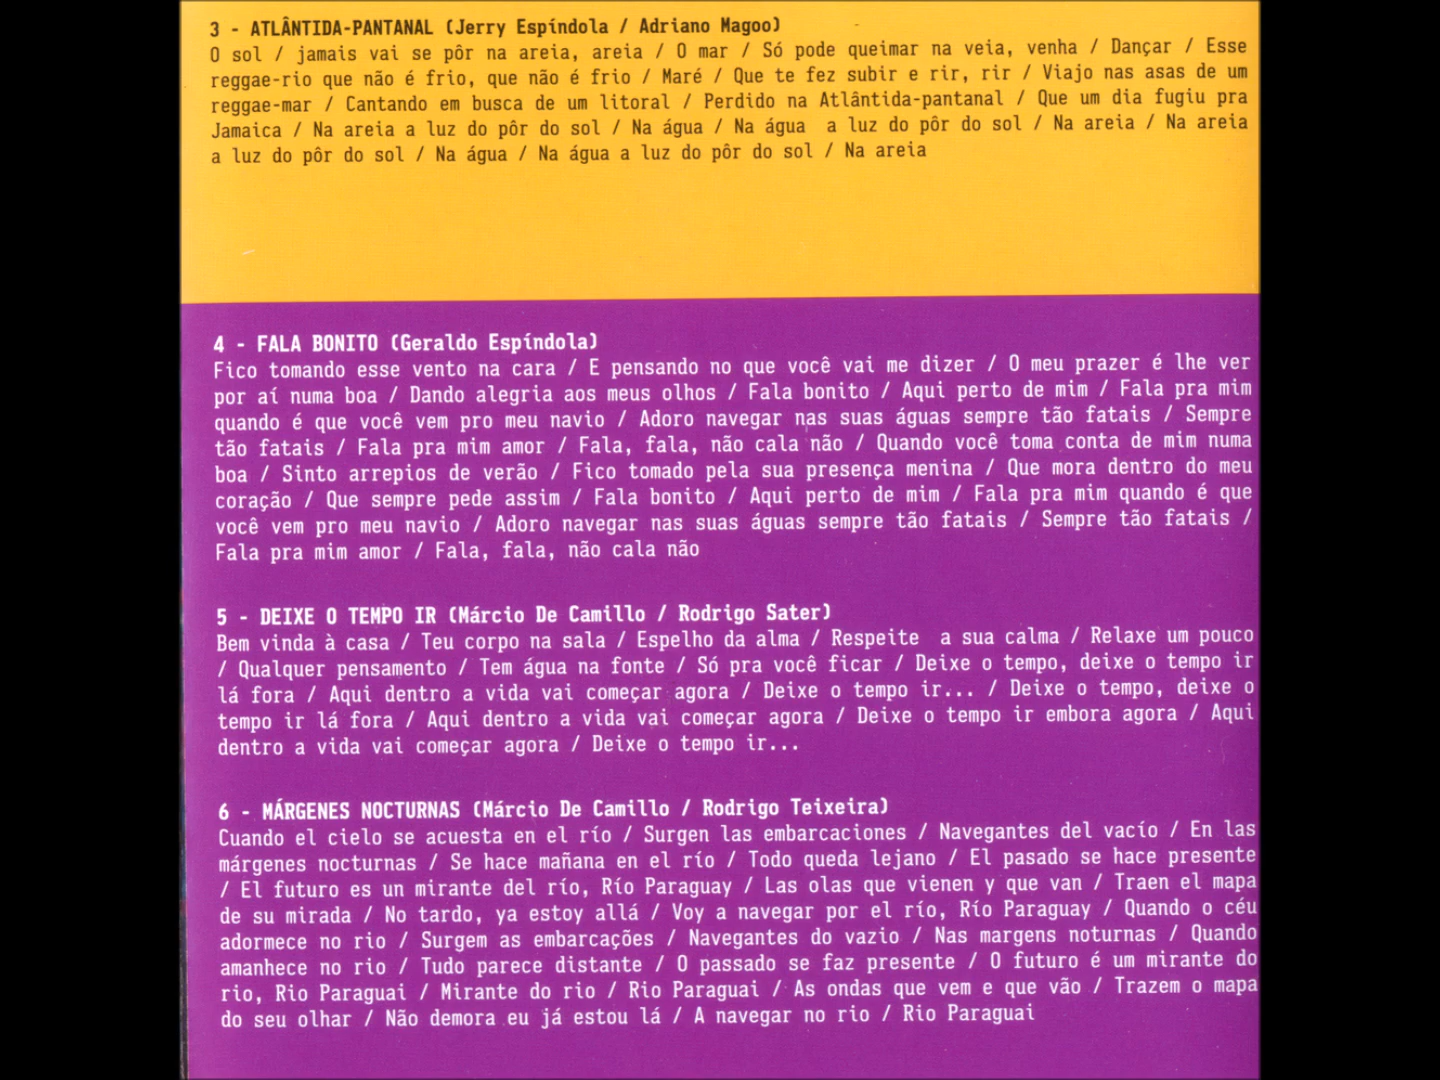 3 - ATLÂNTIDA-PANTANAL (Jerry Espíndola / Adriano Magoo)
O sol / jamais vai se pôr na areia, areia / O mar / Só pode queimar na veia, venha / Dançar / Esse
reggae-rio que não é frio, que não é frio / Maré / Que te fez subir e rir, rir / Viajo nas asas de um
reggae-mar / Cantando em busca de um litoral / Perdido na Atlântida-pantanal / Que um dia fugiu pra
Jamaica / Na areia a luz do pôr do sol / Na água / Na água  a luz do pôr do sol / Na areia / Na areia
a luz do pôr do sol / Na água / Na água a luz do pôr do sol / Na areia
4 - FALA BONITO (Geraldo Espíndola)
Fico tomando esse vento na cara / E pensando no que você vai me dizer / O meu prazer é lhe ver
por aí numa boa / Dando alegria aos meus olhos / Fala bonito / Aqui perto de mim / Fala pra mim
quando é que você vem pro meu navio / Adoro navegar nas suas águas sempre tão fatais / Sempre
tão fatais / Fala pra mim amor / Fala, fala, não cala não / Quando você toma conta de mim numa
boa / Sinto arrepios de verão / Fico tomado pela sua presença menina / Que mora dentro do meu
coração / Que sempre pede assim / Fala bonito / Aqui perto de mim / Fala pra mim quando é que
você vem pro meu navio / Adoro navegar nas suas águas sempre tão fatais / Sempre tão fatais /
Fala pra mim amor / Fala, fala, não cala não
5 - DEIXE O TEMPO IR (Márcio De Camillo / Rodrigo Sater)
Bem vinda à casa / Teu corpo na sala / Espelho da alma / Respeite  a sua calma / Relaxe um pouco
/ Qualquer pensamento / Tem água na fonte / Só pra você ficar / Deixe o tempo, deixe o tempo ir
lá fora / Aqui dentro a vida vai começar agora / Deixe o tempo ir... / Deixe o tempo, deixe o
tempo ir lá fora / Aqui dentro a vida vai começar agora / Deixe o tempo ir embora agora / Aqui
dentro a vida vai começar agora / Deixe o tempo ir...
6 - MÁRGENES NOCTURNAS (Márcio De Camillo / Rodrigo Teixeira)
Cuando el cielo se acuesta en el río / Surgen las embarcaciones / Navegantes del vacío / En las
márgenes nocturnas / Se hace mañana en el río / Todo queda lejano / El pasado se hace presente
/ El futuro es un mirante del río, Río Paraguay / Las olas que vienen y que van / Traen el mapa
de su mirada / No tardo, ya estoy allá / Voy a navegar por el río, Río Paraguay / Quando o céu
adormece no rio / Surgem as embarcações / Navegantes do vazio / Nas margens noturnas / Quando
amanhece no rio / Tudo parece distante / O passado se faz presente / O futuro é um mirante do
rio, Rio Paraguai / Mirante do rio / Rio Paraguai / As ondas que vem e que vão / Trazem o mapa
do seu olhar / Não demora eu já estou lá / A navegar no rio / Rio Paraguai